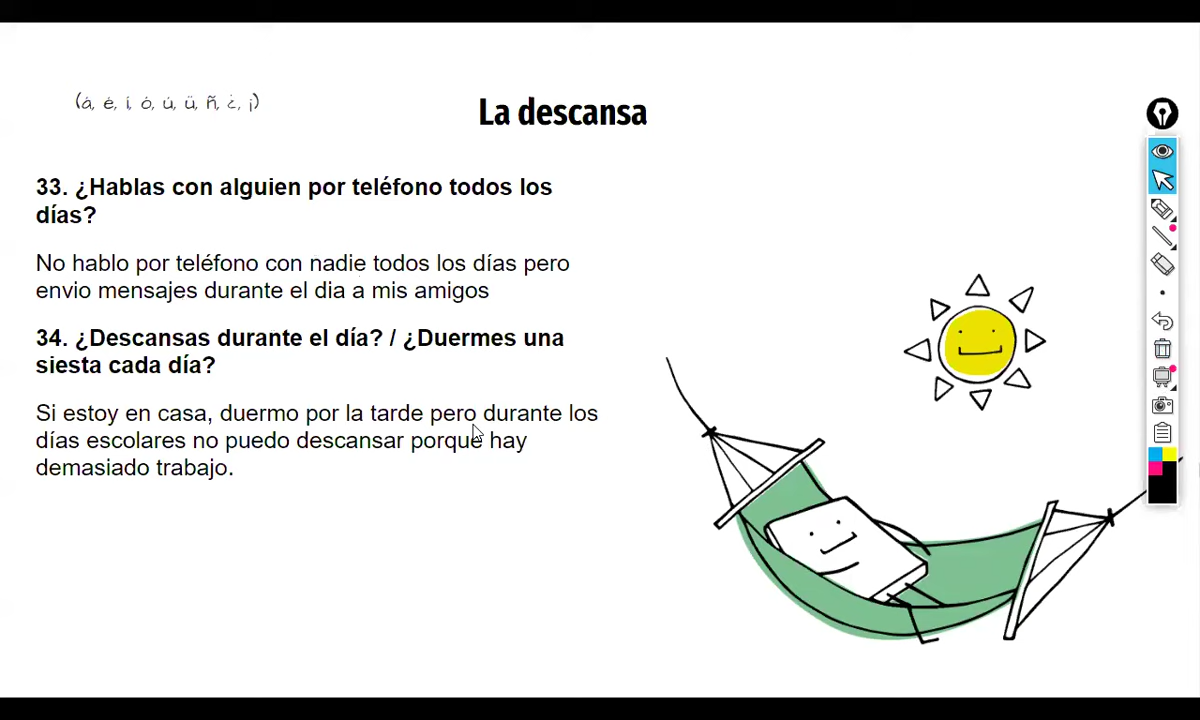 (á, é, í, ó, ú, ü, ñ, ¿, ¡)
La descansa
33. ¿Hablas con alguien por teléfono todos los
días?
No hablo por teléfono con nadie todos los días pero
envio mensajes durante el dia a mis amigos
34. ¿Descansas durante el día? / ¿Duermes una
siesta cada día?
Si estoy en casa, duermo por la tarde pero durante los
días escolares no puedo descansar porque hay
demasiado trabajo.